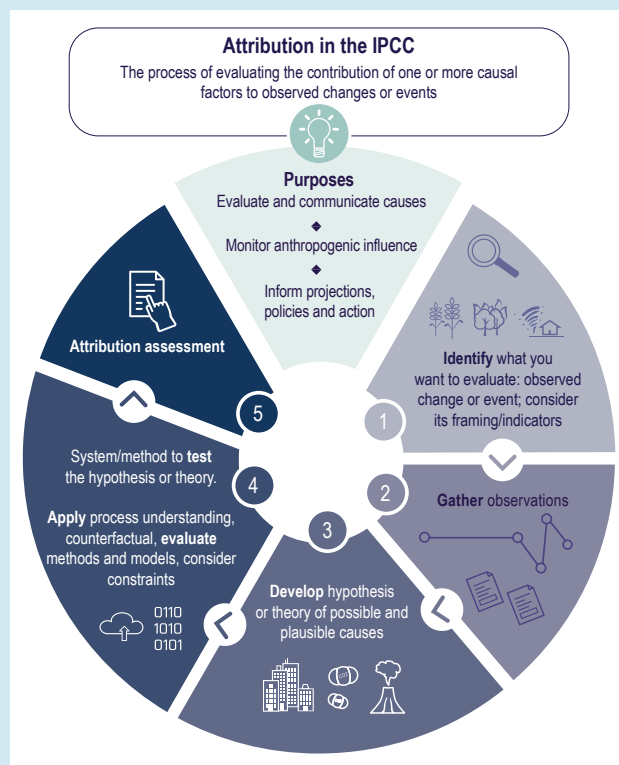 Attribution in the IPCC
The process of evaluating the contribution of one or more causal
factors to observed changes or events
Purposes
Evaluate and communicate causes
Monitor anthropogenic influence
Inform projections,
policies and action
1
Identify what you
want to evaluate: observed
change or event; consider
its framing/indicators
2
Gather observations
3
Develop hypothesis
or theory of possible and
plausible causes
4
System/method to test
the hypothesis or theory.
Apply process understanding,
counterfactual, evaluate
methods and models, consider
constraints
0110
1010
0101
5
Attribution assessment